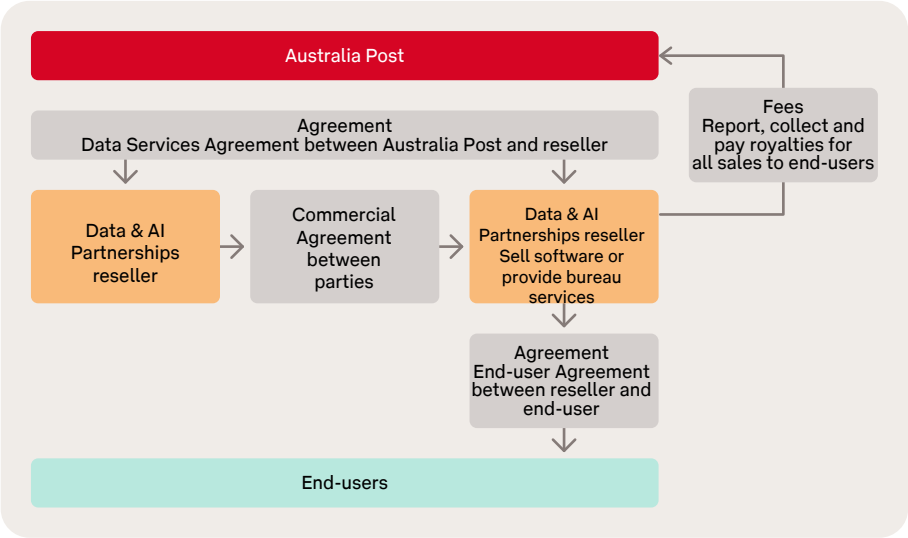 Australia Post
Agreement
Data Services Agreement between Australia Post and reseller
Fees
Report, collect and
pay royalties for
all sales to end-users
Data & AI
Partnerships
reseller
Commercial
Agreement
between
parties
Data & AI
Partnerships reseller
Sell software or
provide bureau
services
Agreement
End-user Agreement
between reseller and
end-user
End-users